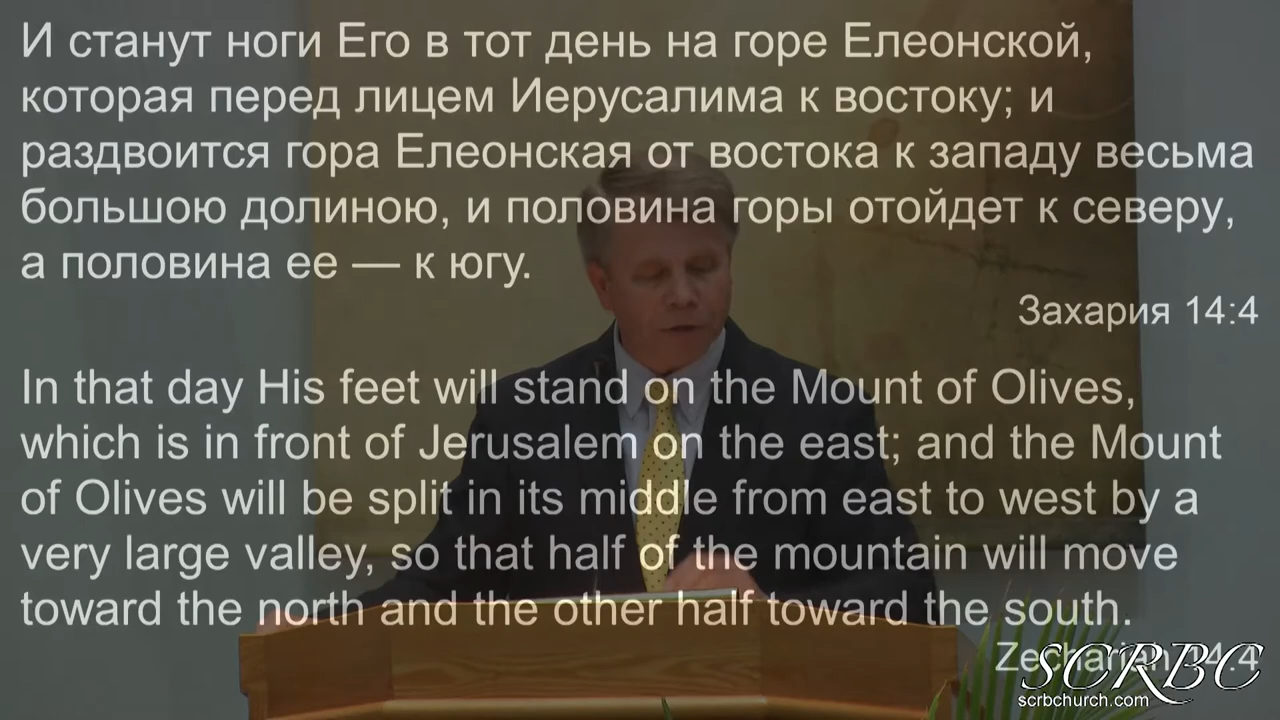 И станут ноги Его в тот день на горе Елеонской,
которая перед лицем Иерусалима к востоку; и
раздвоится гора Елеонская от востока к западу весьма
большою долиною, и половина горы отойдет к северу,
а половина ее — к югу.
Захария 14:4
In that day His feet will stand on the Mount of Olives,
which is in front of Jerusalem on the east; and the Mount
of Olives will be split in its middle from east to west by a
very large valley, so that half of the mountain will move
toward the north and the other half toward the south.
Zechariah 14:4
SCRBC
scrbchurch.com